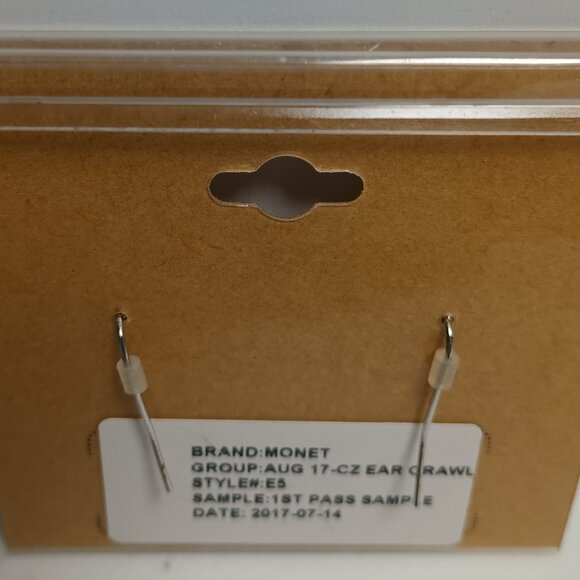 BRAND:MONET
GROUP:AUG 17-CZ EAR CRAWL
STYLE#:E5
SAMPLE:1ST PASS SAMPLE
DATE: 2017-07-14